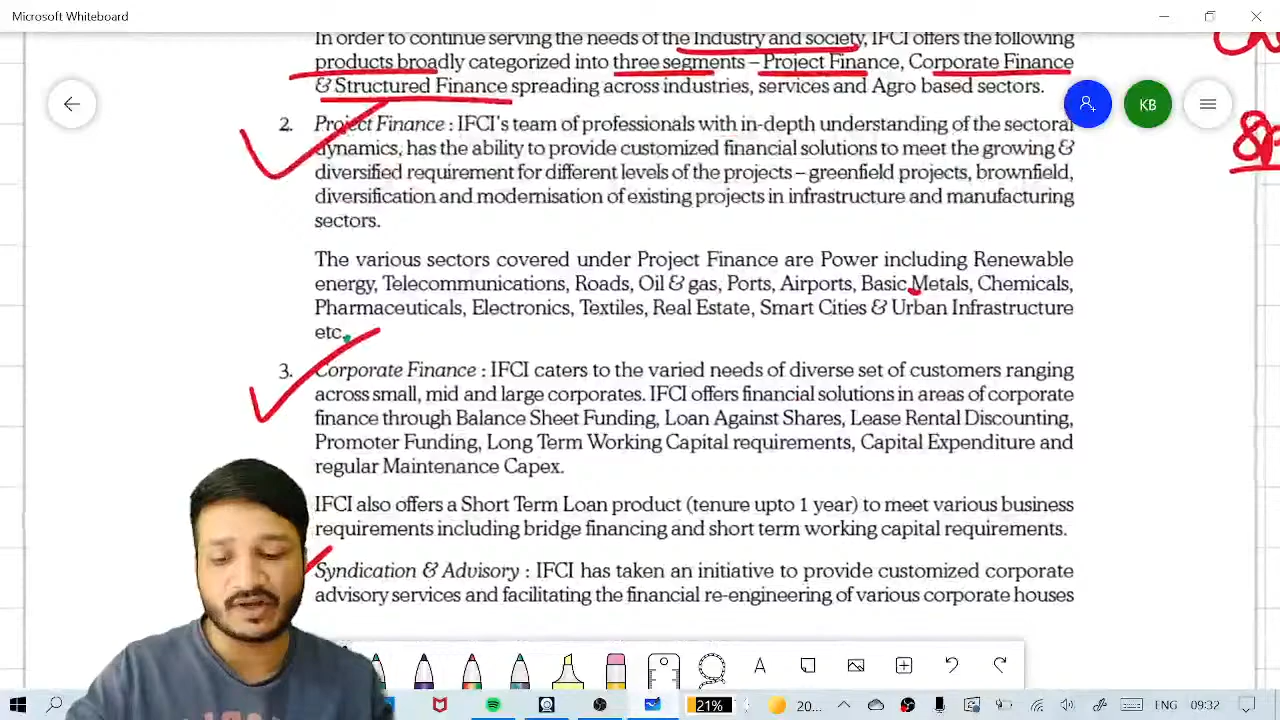 Microsoft Whiteboard
In order to continue serving the needs of the Industry and society, IFCI offers the following
products broadly categorized into three segments – Project Finance, Corporate Finance
& Structured Finance spreading across industries, services and Agro based sectors.
KB
2. Project Finance : IFCI's team of professionals with in-depth understanding of the sectoral
dynamics, has the ability to provide customized financial solutions to meet the growing &
diversified requirement for different levels of the projects – greenfield projects, brownfield,
diversification and modernisation of existing projects in infrastructure and manufacturing
sectors.
The various sectors covered under Project Finance are Power including Renewable
energy, Telecommunications, Roads, Oil & gas, Ports, Airports, Basic Metals, Chemicals,
Pharmaceuticals, Electronics, Textiles, Real Estate, Smart Cities & Urban Infrastructure
etc.
3. Corporate Finance : IFCI caters to the varied needs of diverse set of customers ranging
across small, mid and large corporates. IFCI offers financial solutions in areas of corporate
finance through Balance Sheet Funding, Loan Against Shares, Lease Rental Discounting,
Promoter Funding, Long Term Working Capital requirements, Capital Expenditure and
regular Maintenance Capex.
IFCI also offers a Short Term Loan product (tenure upto 1 year) to meet various business
requirements including bridge financing and short term working capital requirements.
Syndication & Advisory : IFCI has taken an initiative to provide customized corporate
advisory services and facilitating the financial re-engineering of various corporate houses
21% 20... ENG 09:32